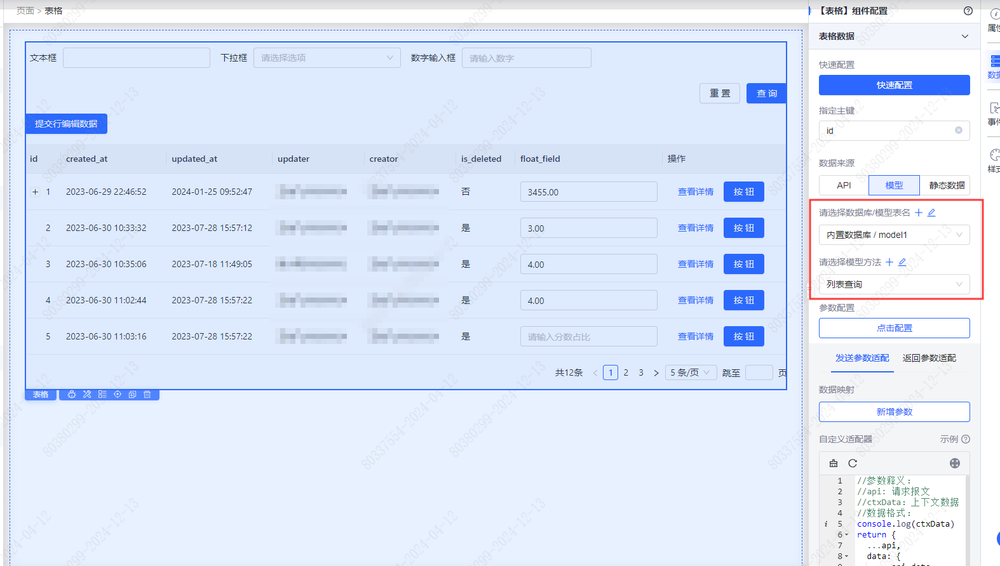 页面 > 表格
【表格】组件配置
属性
表格数据
文本框
下拉框 请选择选项
数字输入框 请输入数字
重 置 查 询
提交行编辑数据
id created_at updated_at updater creator is_deleted float_field 操作
1 2023-06-29 22:46:52 2024-01-25 09:52:47 否 3455.00 查看详情 按 钮
2 2023-06-30 10:33:32 2023-07-28 15:57:12 是 3.00 查看详情 按 钮
3 2023-06-30 10:35:06 2023-07-18 11:49:05 是 4.00 查看详情 按 钮
4 2023-06-30 11:02:44 2023-07-28 15:57:22 是 4.00 查看详情 按 钮
5 2023-06-30 11:03:16 2023-07-28 15:57:22 是 请输入分数占比 查看详情 按 钮
共12条 < 1 2 3 > 5 条/页 跳至 页
表格
快速配置
快速配置
数据
指定主键
id
事件
数据来源
样式
API 模型 静态数据
请选择数据库/模型表名
内置数据库 / model1
请选择模型方法
列表查询
参数配置
点击配置
发送参数适配 返回参数适配
数据映射
新增参数
自定义适配器 示例
1 //参数释义：
2 //api: 请求报文
3 //ctxData: 上下文数据
4 //数据格式：
5 console.log(ctxData)
6 return {
7 ...api,
8 data: {
80380299-2024-12-13
80337554-2024-04-12